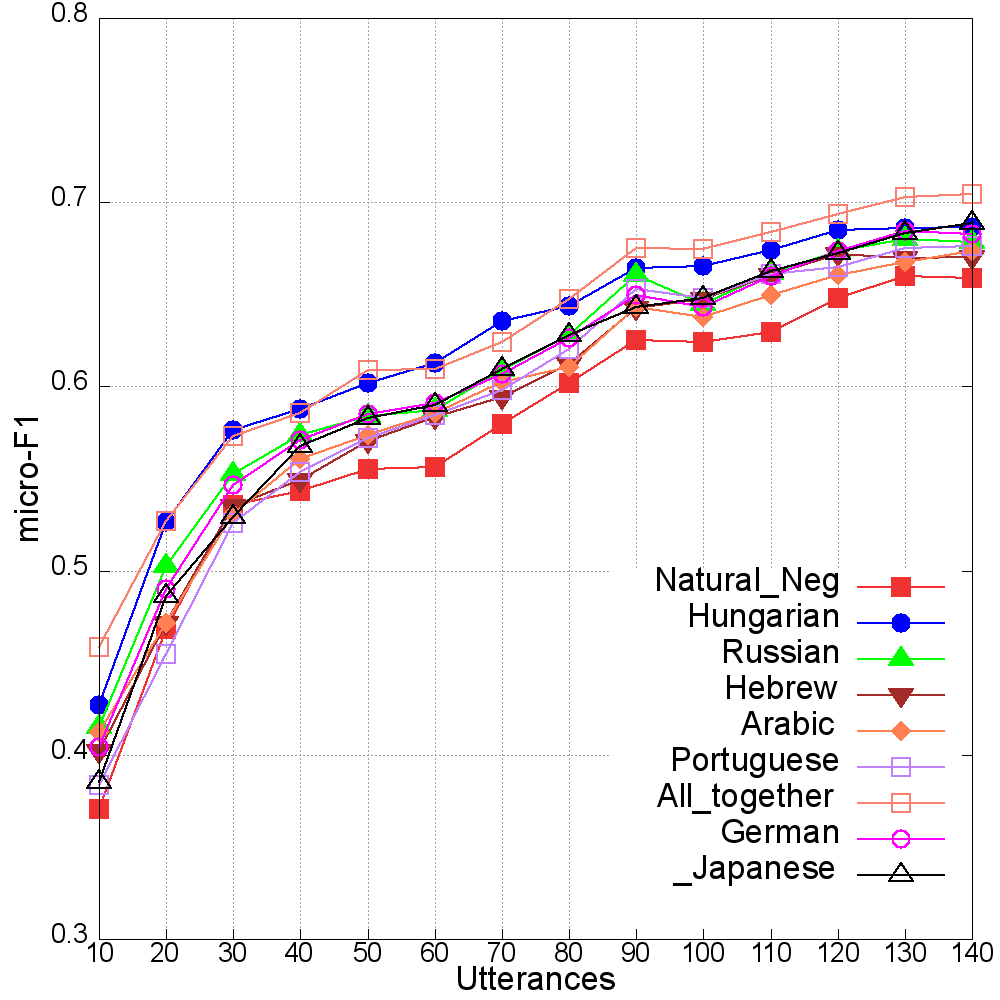 0.8
0.7
0.6
0.5
0.4
0.3
micro-F1
Natural_Neg
Hungarian
Russian
Hebrew
Arabic
Portuguese
All_together
German
_Japanese
10 20 30 40 50 60 70 80 90 100 110 120 130 140
Utterances